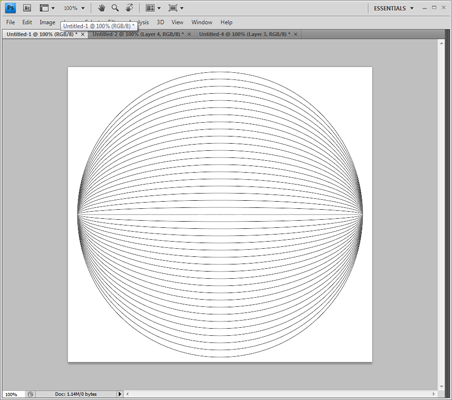 Ps Br 100% ESSENTIALS
File Edit Image Analysis 3D View Window Help
Untitled-1 @ 100% (RGB/8) *
Untitled-1 @ 100% (RGB/8) * Untitled-2 @ 100% (Layer 4, RGB/8) * Untitled-4 @ 100% (Layer 3, RGB/8) *
100% Doc: 1.14M/0 bytes